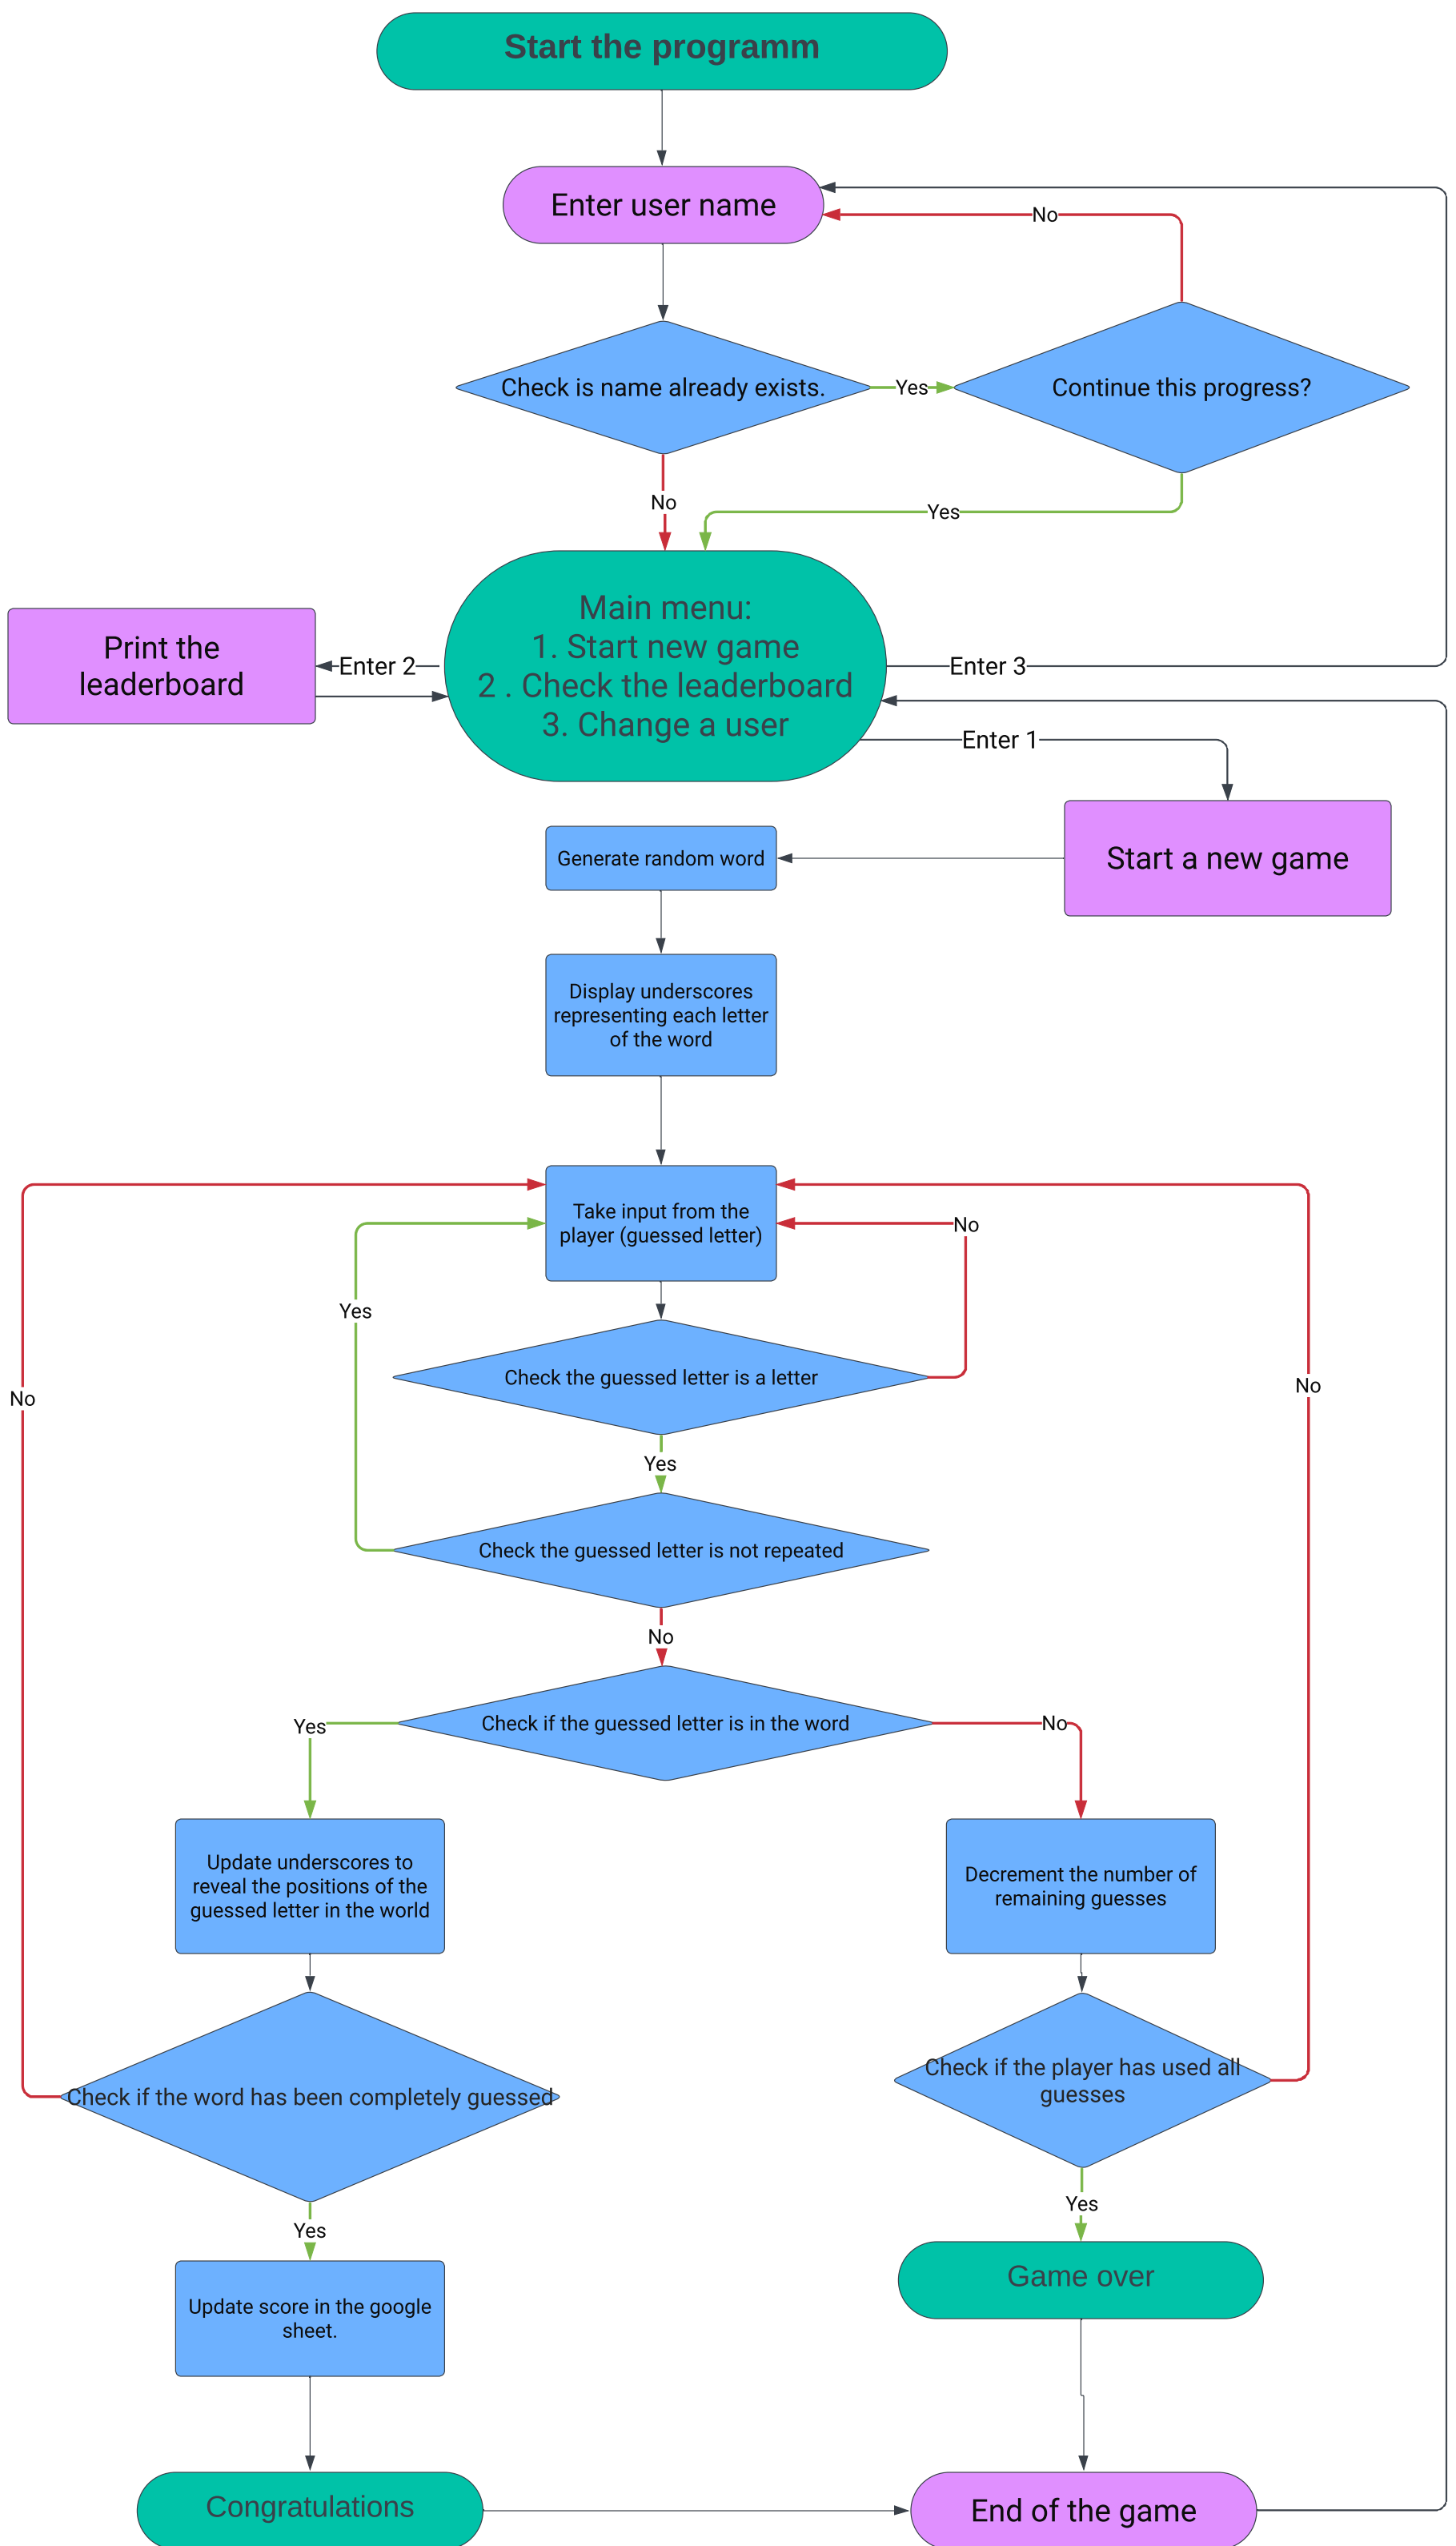 Start the programm
Enter user name
No
Check is name already exists.
Yes
Continue this progress?
No
Yes
Main menu:
1. Start new game
2 . Check the leaderboard
3. Change a user
Print the
leaderboard
Enter 2
Enter 3
Enter 1
Start a new game
Generate random word
Display underscores
representing each letter
of the word
Take input from the
player (guessed letter)
No
Yes
Check the guessed letter is a letter
No
No
Yes
Check the guessed letter is not repeated
No
Check if the guessed letter is in the word
Yes
No
Update underscores to
reveal the positions of the
guessed letter in the world
Decrement the number of
remaining guesses
Check if the word has been completely guessed
Check if the player has used all
guesses
Yes
Yes
Update score in the google
sheet.
Game over
Congratulations
End of the game